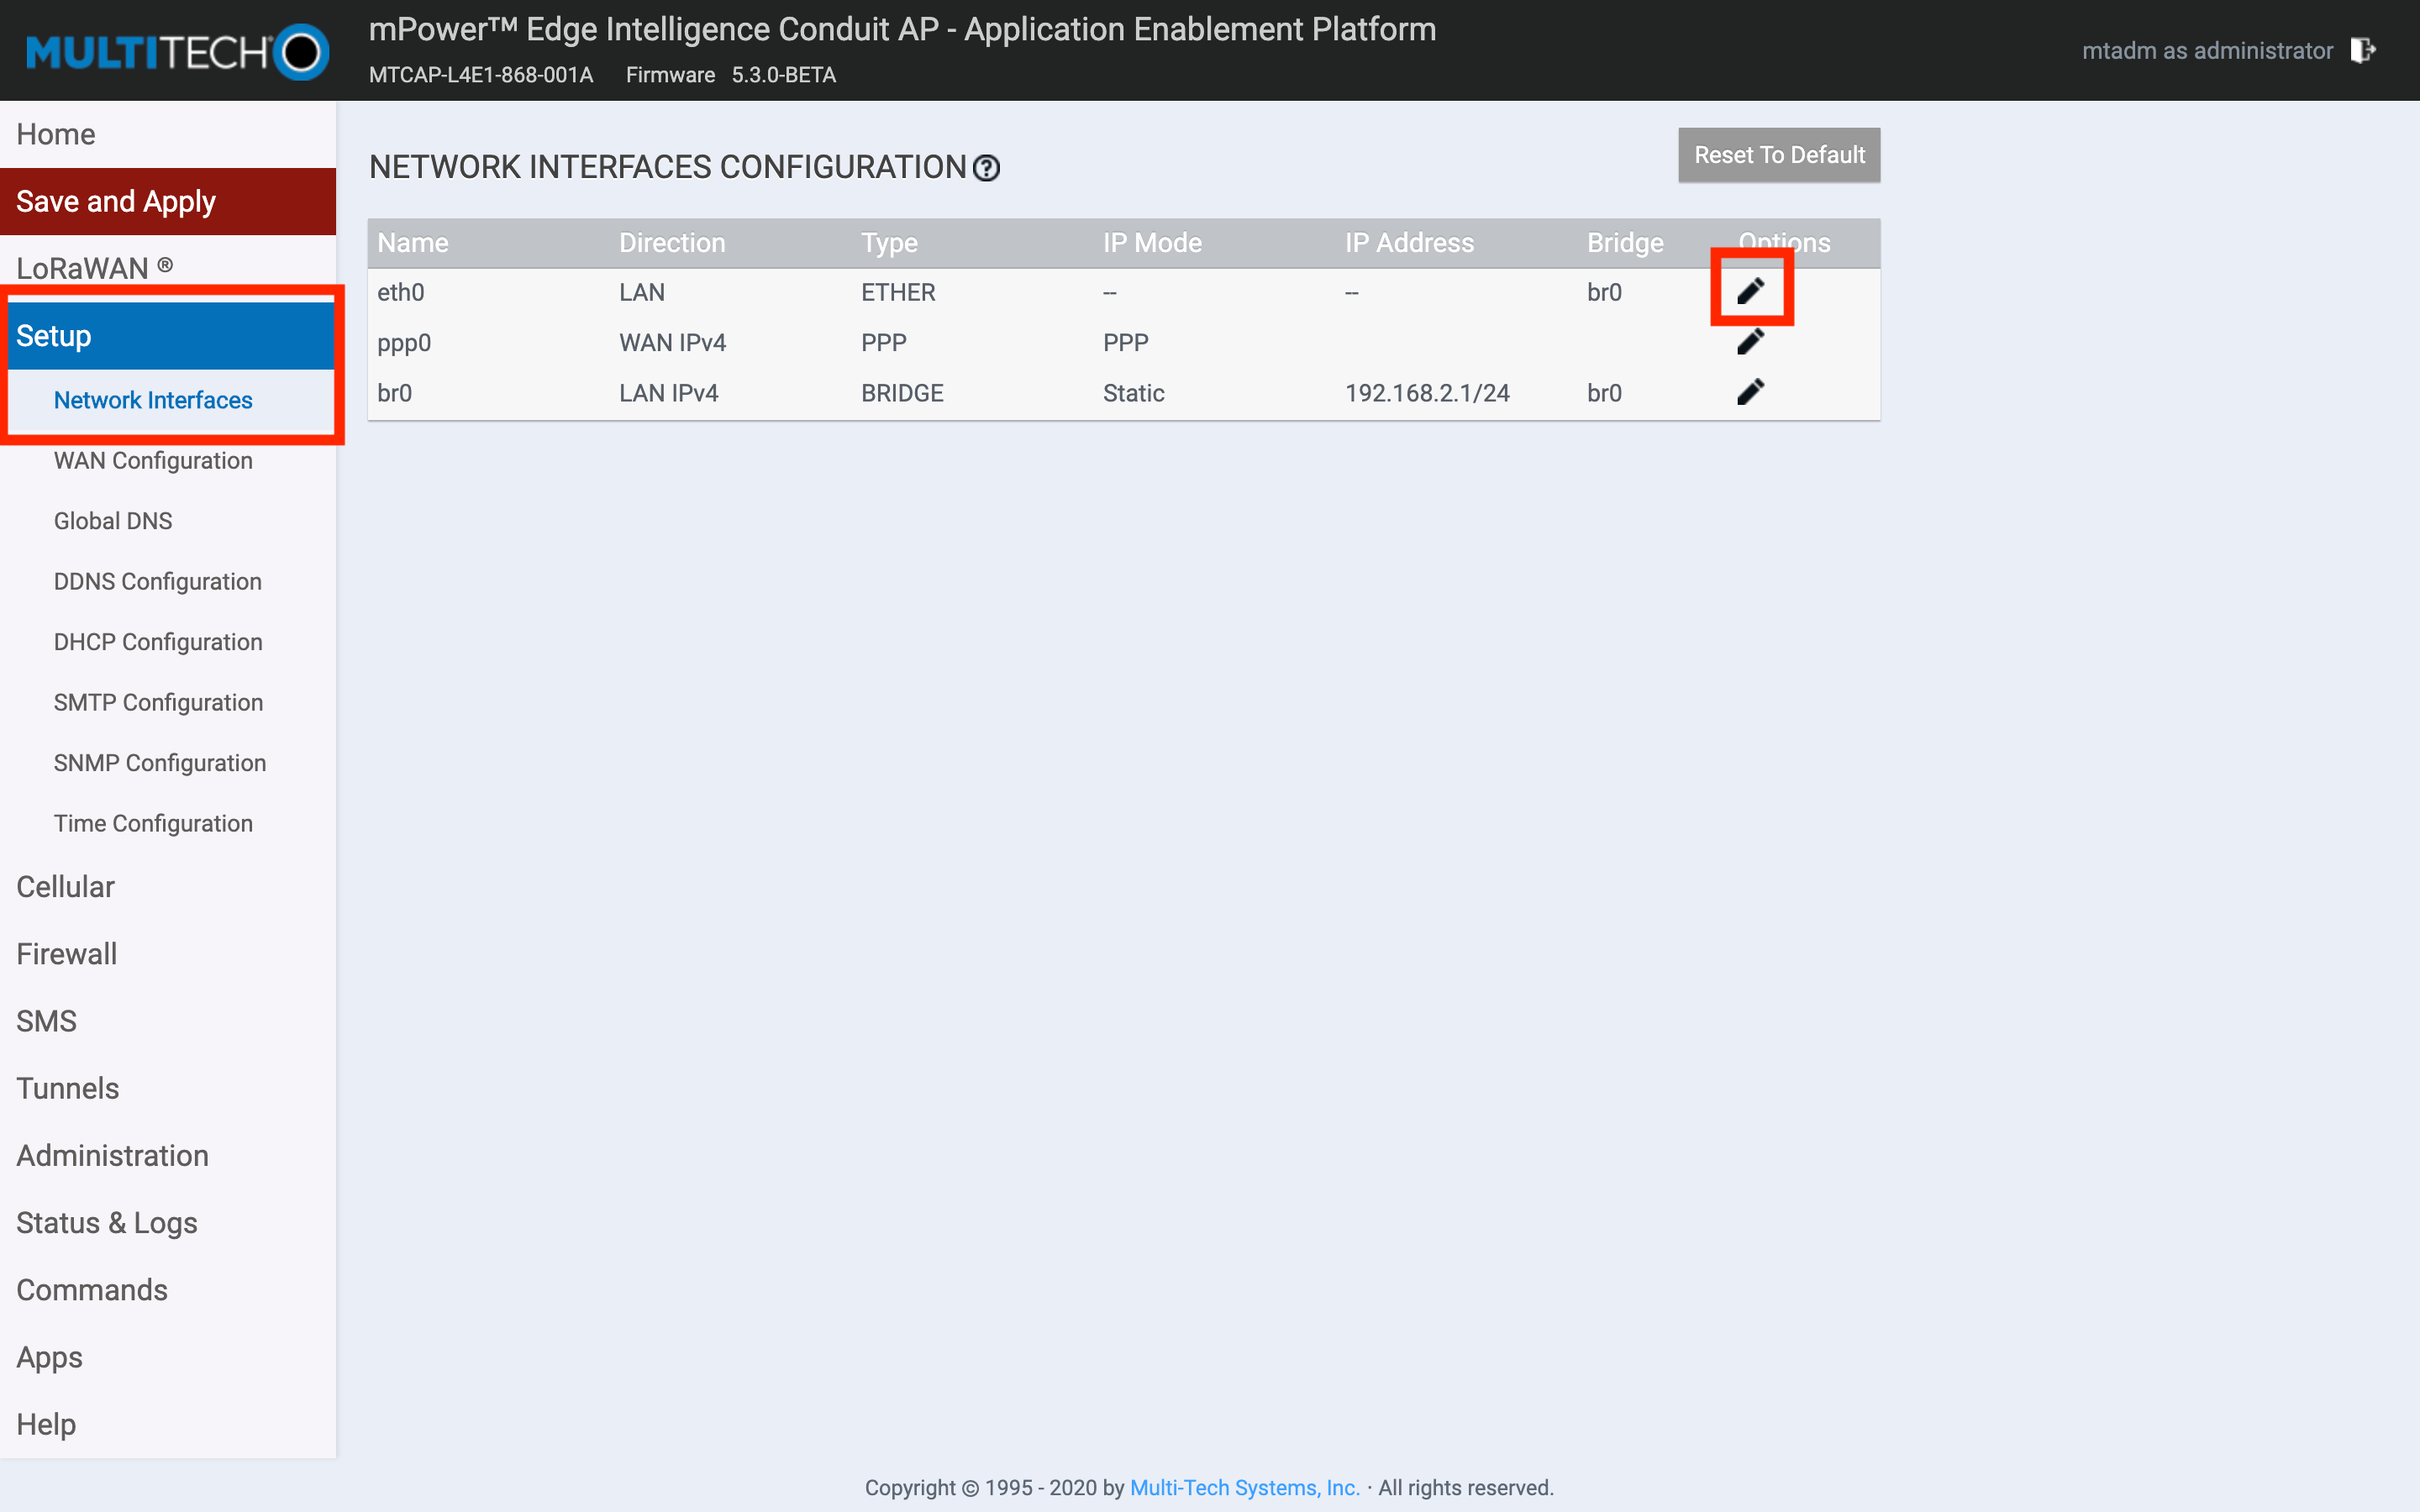 MULTITECH
mPower™ Edge Intelligence Conduit AP - Application Enablement Platform
MTCAP-L4E1-868-001A Firmware 5.3.0-BETA
mtadm as administrator
Home
Save and Apply
LoRaWAN ®
Setup
Network Interfaces
WAN Configuration
Global DNS
DDNS Configuration
DHCP Configuration
SMTP Configuration
SNMP Configuration
Time Configuration
Cellular
Firewall
SMS
Tunnels
Administration
Status & Logs
Commands
Apps
Help
NETWORK INTERFACES CONFIGURATION ?
Reset To Default
Name Direction Type IP Mode IP Address Bridge Options
eth0 LAN ETHER -- -- br0
ppp0 WAN IPv4 PPP PPP
br0 LAN IPv4 BRIDGE Static 192.168.2.1/24 br0
Copyright © 1995 - 2020 by Multi-Tech Systems, Inc. · All rights reserved.